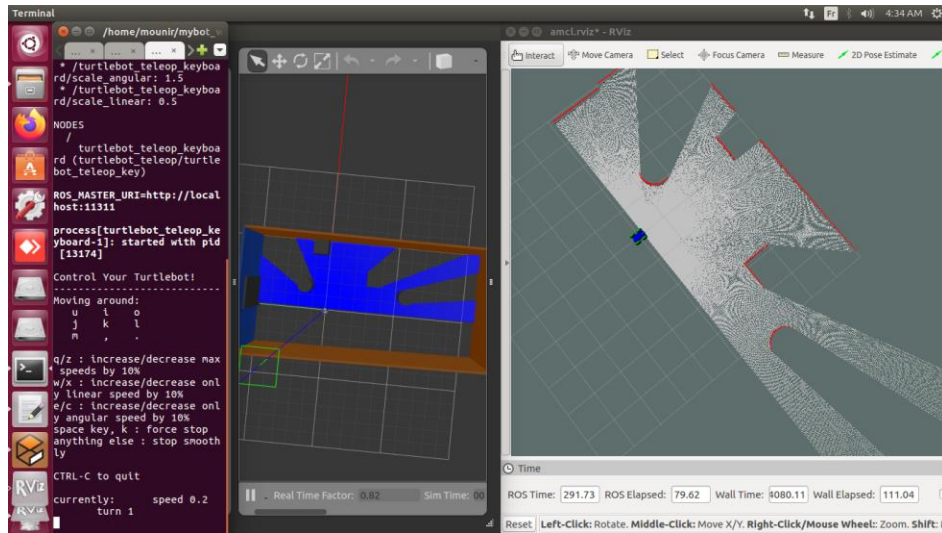 Terminal
Fr
4:34 AM
/home/mounir/mybot_
* /turtlebot_teleop_keyboa
rd/scale_angular: 1.5
* /turtlebot_teleop_keyboa
rd/scale_linear: 0.5
NODES
/
turtlebot_teleop_keyboa
rd (turtlebot_teleop/turtle
bot_teleop_key)
ROS_MASTER_URI=http://local
host:11311
process[turtlebot_teleop_ke
yboard-1]: started with pid
[13174]
Control Your Turtlebot!
---------------------------
Moving around:
u i o
j k l
m , .
q/z : increase/decrease max
speeds by 10%
w/x : increase/decrease onl
y linear speed by 10%
e/c : increase/decrease onl
y angular speed by 10%
space key, k : force stop
anything else : stop smooth
ly
CTRL-C to quit
currently: speed 0.2
turn 1
RViz
Real Time Factor: 0.82 Sim Time: 00
amcl.rviz* - RViz
Interact Move Camera Select Focus Camera Measure 2D Pose Estimate
Time
ROS Time: 291.73 ROS Elapsed: 79.62 Wall Time: 4080.11 Wall Elapsed: 111.04
Reset Left-Click: Rotate. Middle-Click: Move X/Y. Right-Click/Mouse Wheel:: Zoom. Shift: